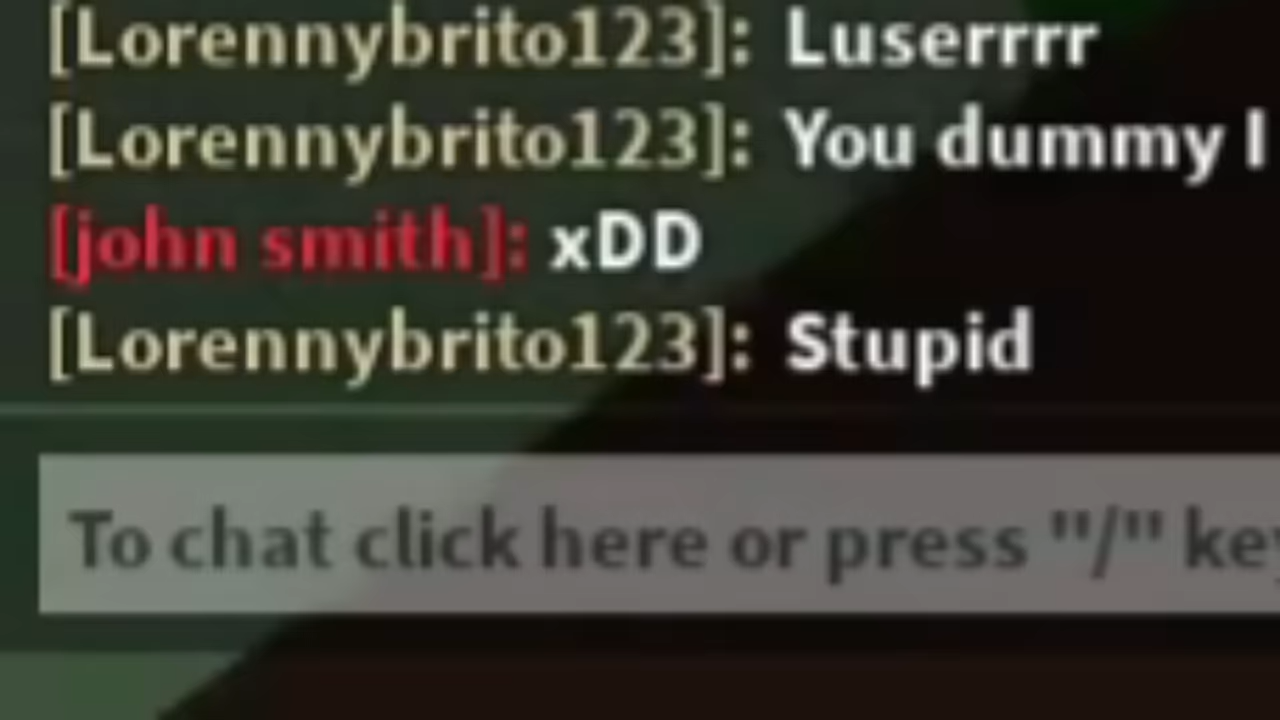 [Lorennybrito123]: Luserrrr
[Lorennybrito123]: You dummy I
[john smith]: xDD
[Lorennybrito123]: Stupid
To chat click here or press "/" key